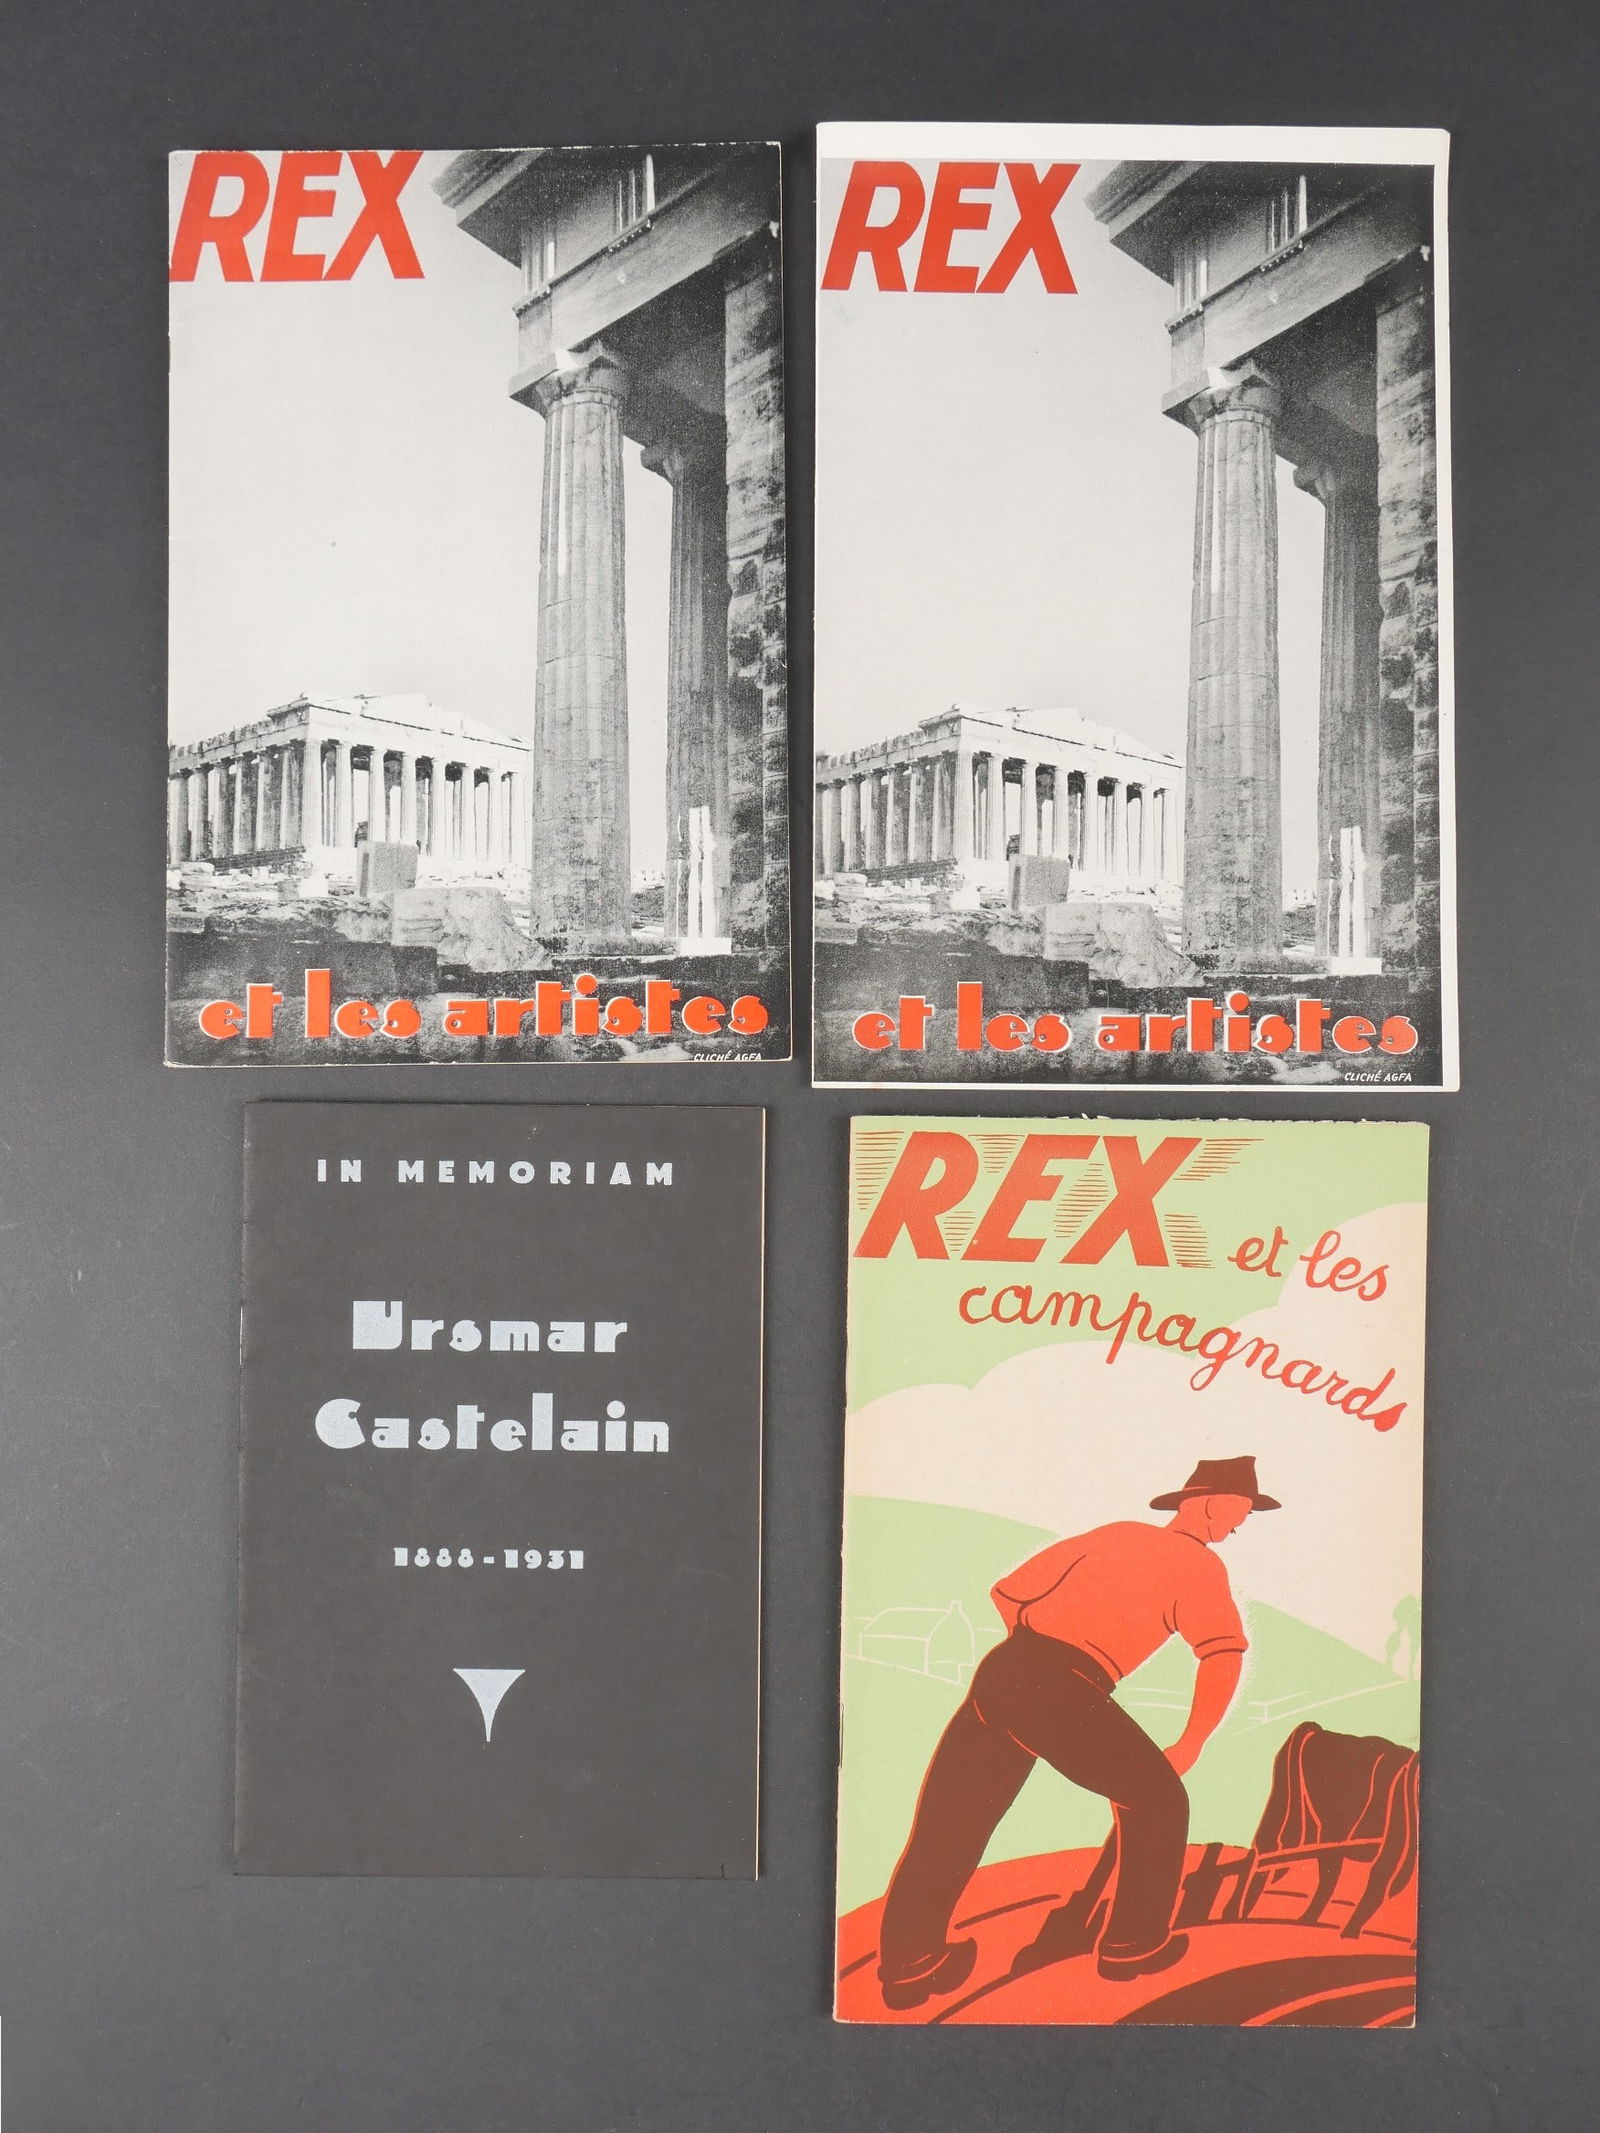 REX
et les artistes
CLICHÉ AGFA
REX
et les artistes
CLICHÉ AGFA
IN MEMORIAM
Ursmar
Castelain
1888-1931
REX et les
campagnards